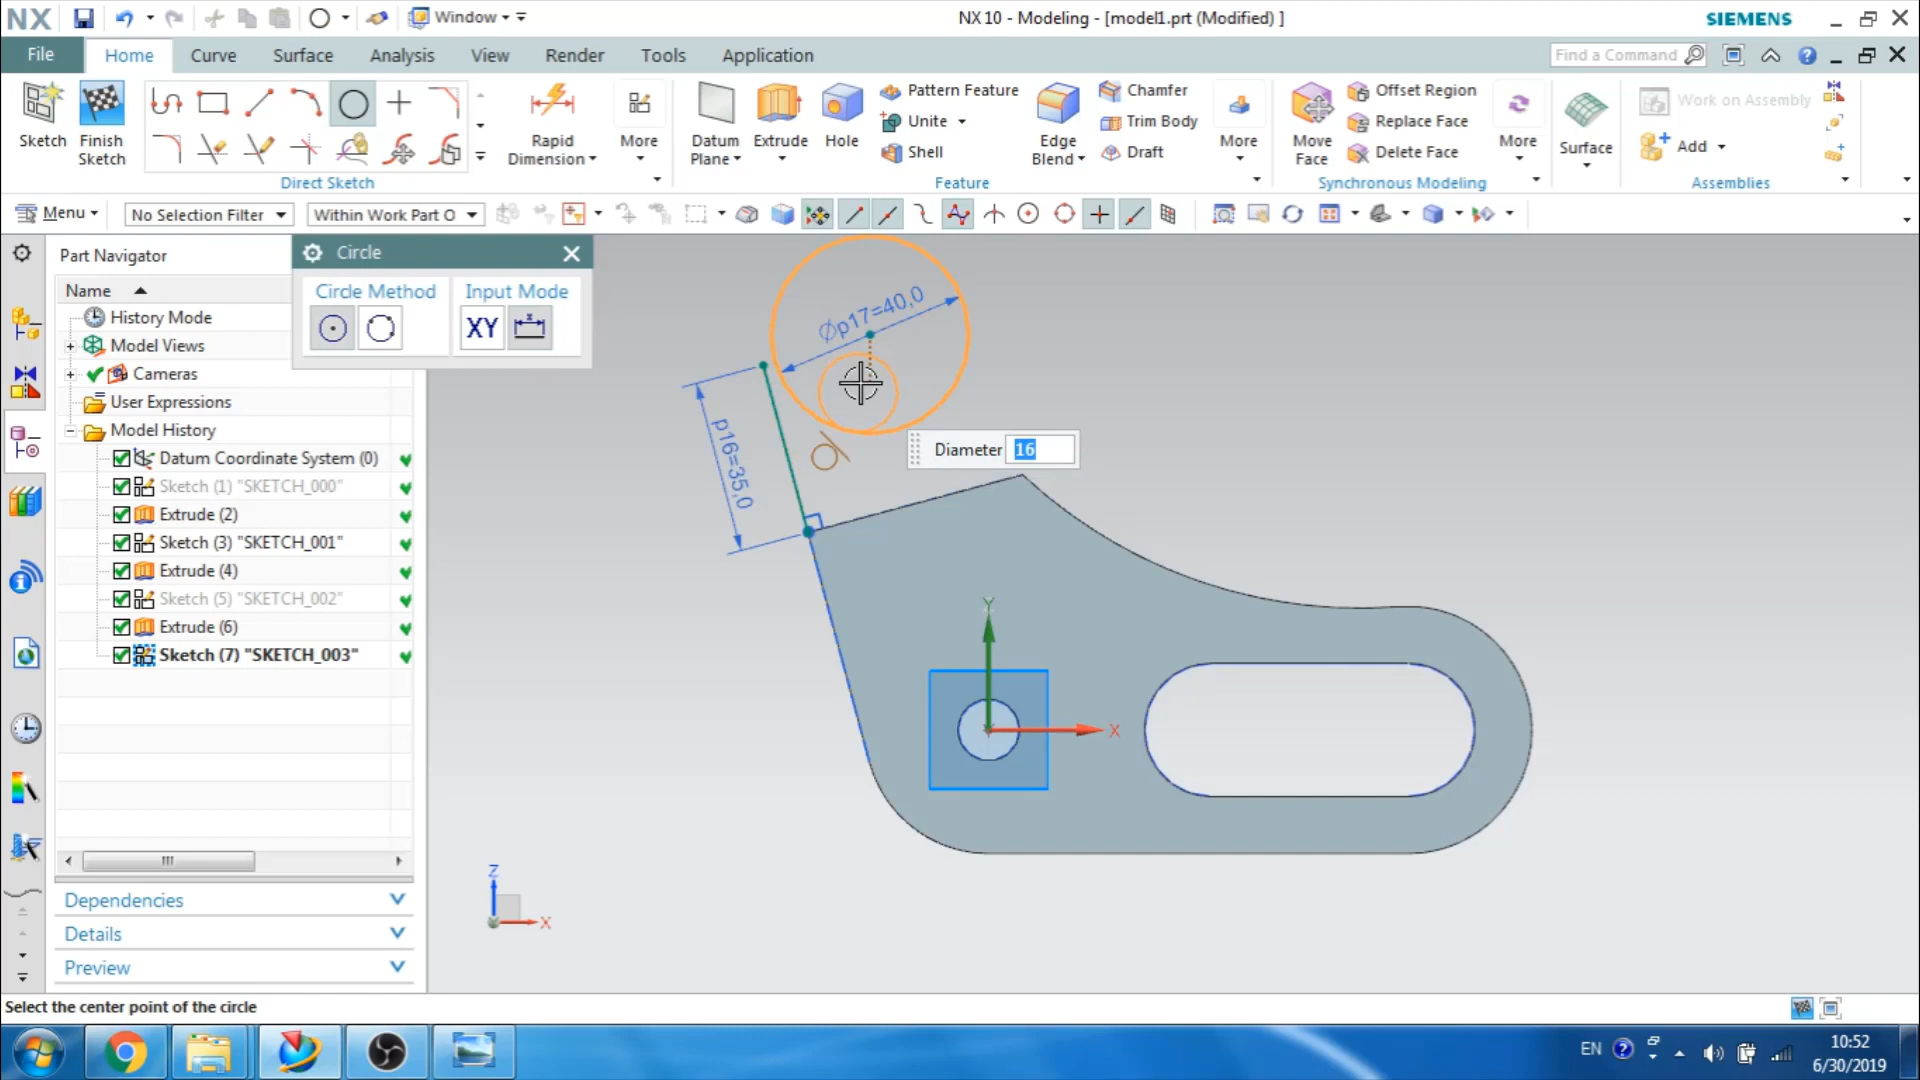 NX
Window
NX 10 - Modeling - [model1.prt (Modified) ]
SIEMENS
File
Home
Curve
Surface
Analysis
View
Render
Tools
Application
Find a Command
Sketch
Finish
Sketch
Rapid
Dimension
More
Direct Sketch
Datum
Plane
Extrude
Hole
Pattern Feature
Unite
Shell
Edge
Blend
Chamfer
Trim Body
Draft
More
Feature
Move
Face
Offset Region
Replace Face
Delete Face
More
Synchronous Modeling
Surface
Work on Assembly
Add
Assemblies
Menu
No Selection Filter
Within Work Part O
Part Navigator
Name
History Mode
Model Views
Cameras
User Expressions
Model History
Datum Coordinate System (0)
Sketch (1) "SKETCH_000"
Extrude (2)
Sketch (3) "SKETCH_001"
Extrude (4)
Sketch (5) "SKETCH_002"
Extrude (6)
Sketch (7) "SKETCH_003"
Dependencies
Details
Preview
Circle
Circle Method
Input Mode
XY
Øp17=40,0
p16=35,0
Diameter 16
Y
X
Z
X
Select the center point of the circle
EN
10:52
6/30/2019